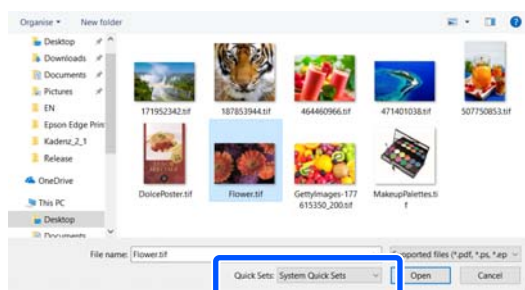 Organise New folder
Desktop
Downloads
Documents
Pictures
EN
Epson Edge Prin
Kadenz_2_1
Release
OneDrive
This PC
Desktop
Documents
171952342.tif 187853944.tif 464460966.tif 471401038.tif 507750853.tif
DolcePoster.tif Flower.tif GettyImages-177 MakeupPalettes.ti
615350_200.tif f
File name: Flower.tif Supported files (*.pdf, *.ps, *.ep
Quick Sets: System Quick Sets Open Cancel